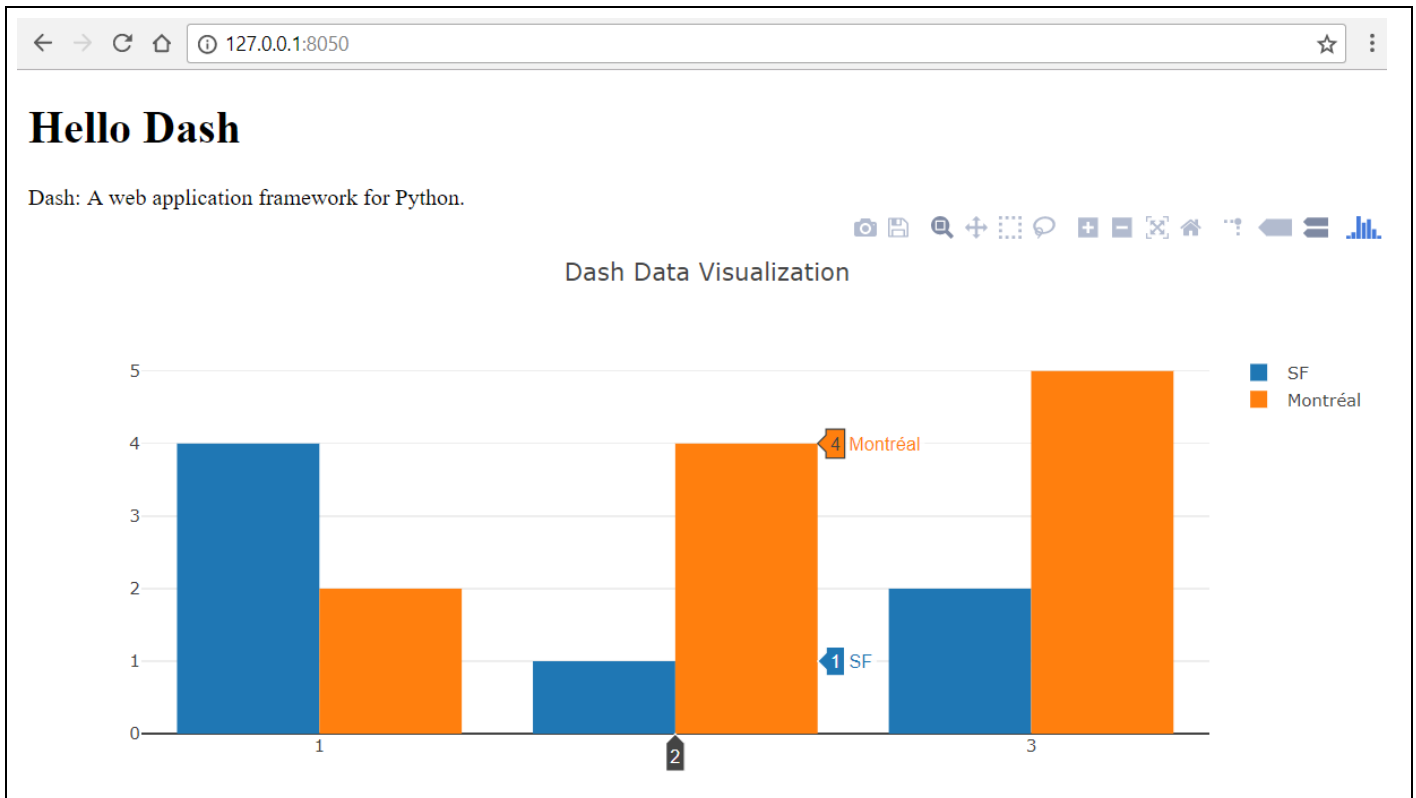 127.0.0.1:8050
Hello Dash
Dash: A web application framework for Python.
Dash Data Visualization
5
4
3
2
1
0
1
2
3
4 Montréal
1 SF
SF
Montréal